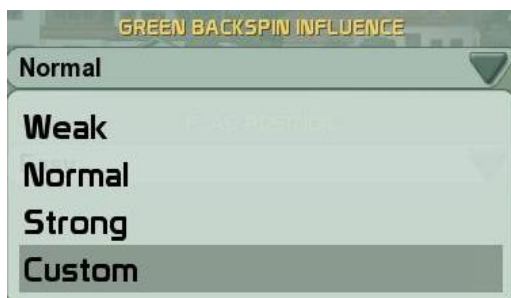 GREEN BACKSPIN INFLUENCE
Normal
Weak
Normal
Strong
Custom